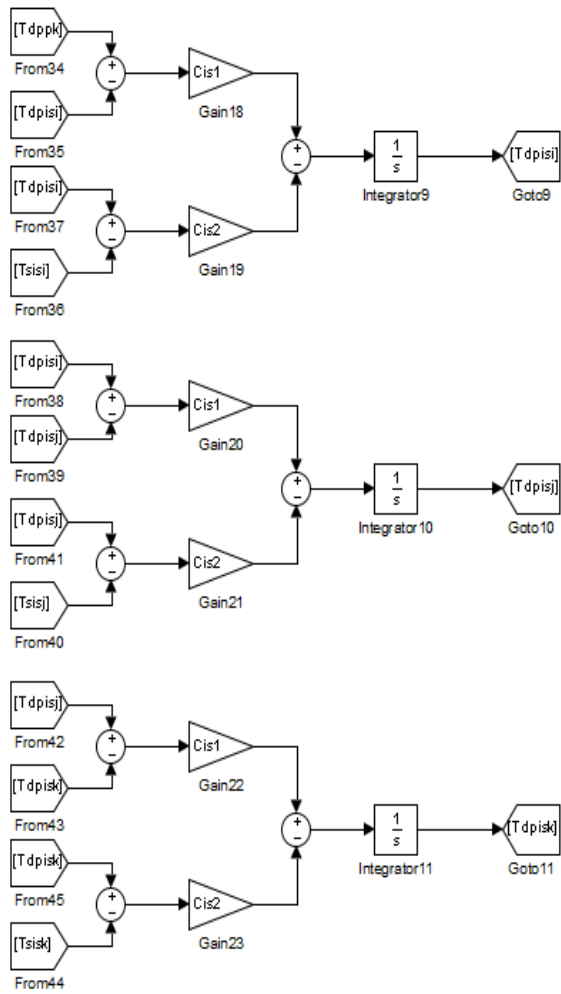 [Tdppk]
From34
+
−
Cis1
Gain18
[Tdpisi]
From35
+
−
1
s
Integrator9
[Tdpisi]
Goto9
[Tdpisi]
From37
+
−
Cis2
Gain19
[Tsisi]
From36
[Tdpisi]
From38
+
−
Cis1
Gain20
[Tdpisj]
From39
+
−
1
s
Integrator10
[Tdpisj]
Goto10
[Tdpisj]
From41
+
−
Cis2
Gain21
[Tsisj]
From40
[Tdpisj]
From42
+
−
Cis1
Gain22
[Tdpisk]
From43
+
−
1
s
Integrator11
[Tdpisk]
Goto11
[Tdpisk]
From45
+
−
Cis2
Gain23
[Tsisk]
From44